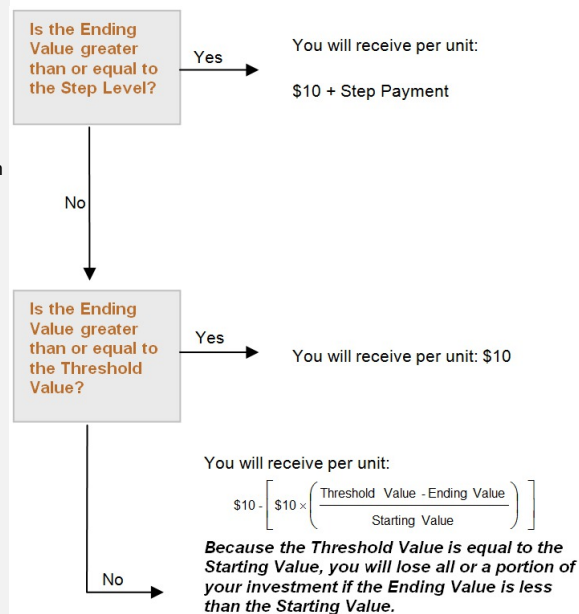 Is the Ending
Value greater
than or equal to
the Step Level?
Yes
You will receive per unit:
$10 + Step Payment
No
Is the Ending
Value greater
than or equal to
the Threshold
Value?
Yes
You will receive per unit: $10
You will receive per unit:
$10 - [ $10 × ( Threshold Value - Ending Value
Starting Value ) ]
Because the Threshold Value is equal to the
Starting Value, you will lose all or a portion of
your investment if the Ending Value is less
than the Starting Value.
No